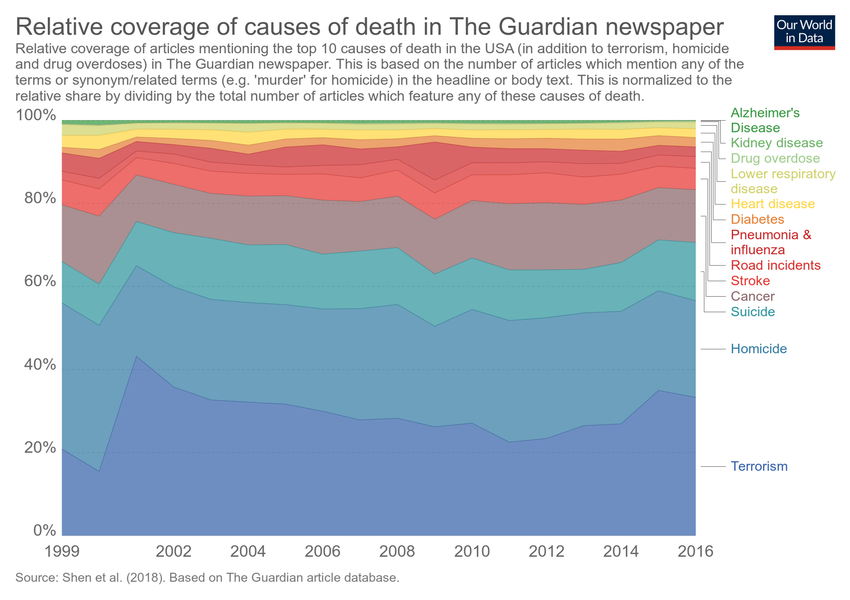 Relative coverage of causes of death in The Guardian newspaper
Our World
in Data
Relative coverage of articles mentioning the top 10 causes of death in the USA (in addition to terrorism, homicide
and drug overdoses) in The Guardian newspaper. This is based on the number of articles which mention any of the
terms or synonym/related terms (e.g. 'murder' for homicide) in the headline or body text. This is normalized to the
relative share by dividing by the total number of articles which feature any of these causes of death.
100%
80%
60%
40%
20%
0%
Alzheimer's
Disease
Kidney disease
Drug overdose
Lower respiratory
disease
Heart disease
Diabetes
Pneumonia &
influenza
Road incidents
Stroke
Cancer
Suicide
Homicide
Terrorism
1999
2002
2004
2006
2008
2010
2012
2014
2016
Source: Shen et al. (2018). Based on The Guardian article database.